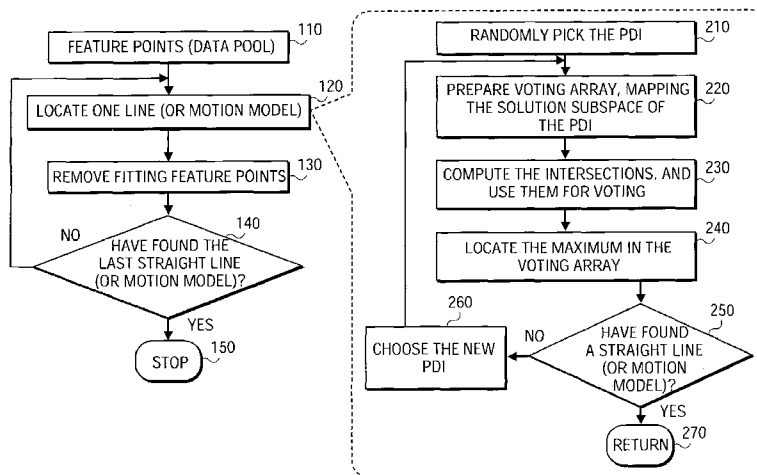 FEATURE POINTS (DATA POOL)
110
LOCATE ONE LINE (OR MOTION MODEL)
120
REMOVE FITTING FEATURE POINTS
130
140
NO
HAVE FOUND THE
LAST STRAIGHT LINE
(OR MOTION MODEL)?
YES
150
STOP
RANDOMLY PICK THE PDI
210
PREPARE VOTING ARRAY, MAPPING
THE SOLUTION SUBSPACE OF
THE PDI
220
COMPUTE THE INTERSECTIONS, AND
USE THEM FOR VOTING
230
LOCATE THE MAXIMUM IN THE
VOTING ARRAY
240
260
CHOOSE THE NEW
PDI
NO
250
HAVE FOUND
A STRAIGHT LINE
(OR MOTION
MODEL)?
YES
RETURN
270